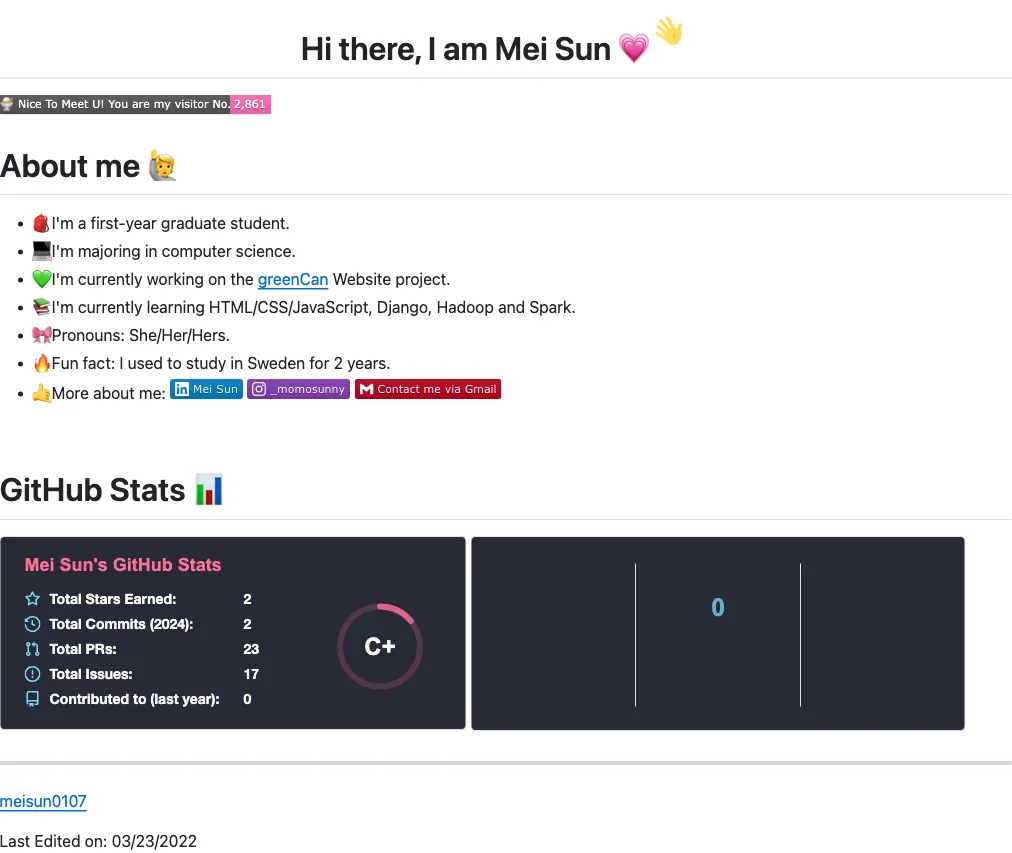 Hi there, I am Mei Sun 💗 👋
Nice To Meet U! You are my visitor No. 2,861
About me 🙋
🎒I'm a first-year graduate student.
💻I'm majoring in computer science.
💚I'm currently working on the greenCan Website project.
📚I'm currently learning HTML/CSS/JavaScript, Django, Hadoop and Spark.
🎀Pronouns: She/Her/Hers.
🔥Fun fact: I used to study in Sweden for 2 years.
🤙More about me: Mei Sun _momosunny Contact me via Gmail
GitHub Stats 📊
Mei Sun's GitHub Stats
Total Stars Earned: 2
Total Commits (2024): 2
Total PRs: 23
Total Issues: 17
Contributed to (last year): 0
C+
0
meisun0107
Last Edited on: 03/23/2022